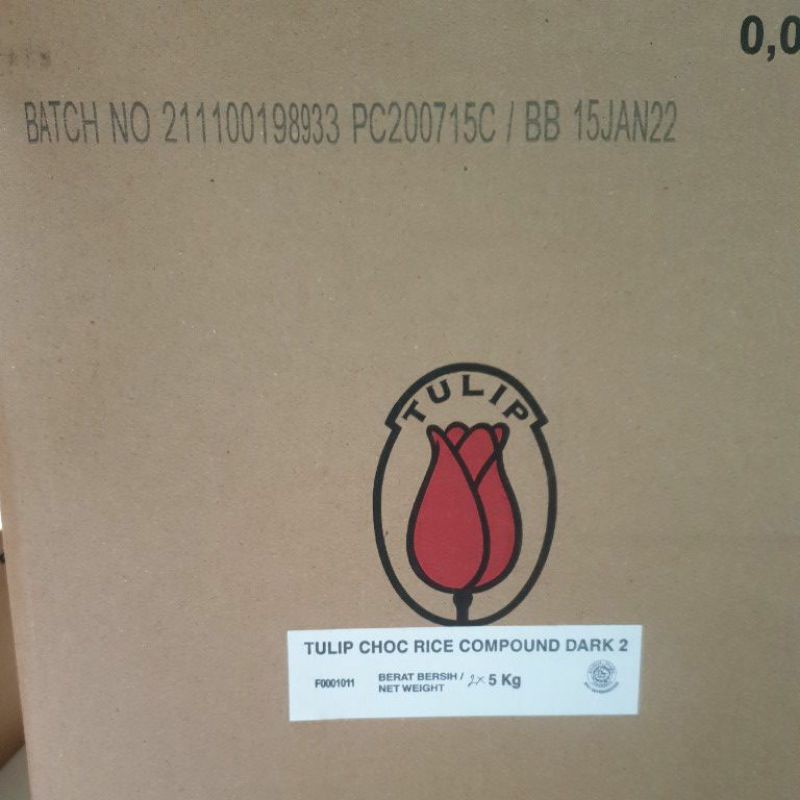 0,0
BATCH NO 211100198933 PC200715C / BB 15JAN22
TULIP
TULIP CHOC RICE COMPOUND DARK 2
F0001011
BERAT BERSIH / 2x 5 Kg
NET WEIGHT